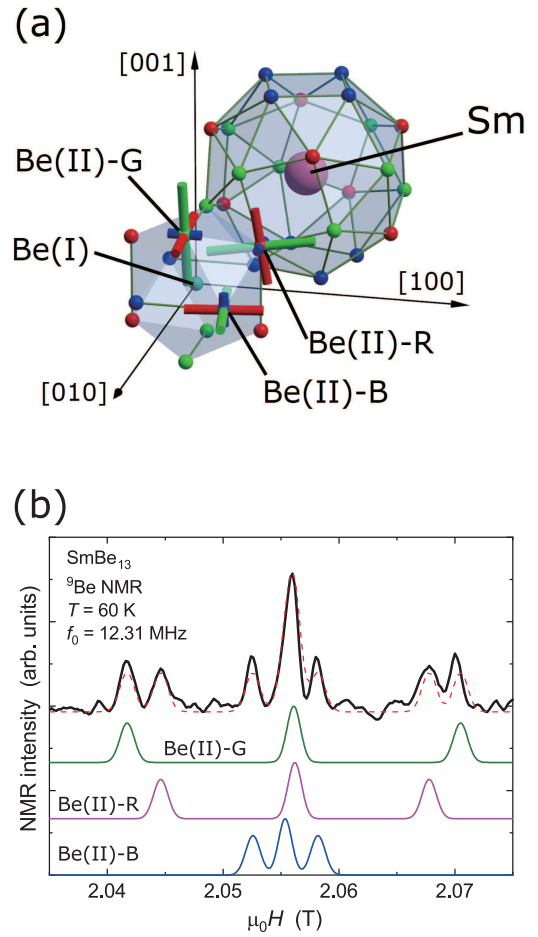 (a)
[001]
Sm
Be(II)-G
Be(I)
[100]
Be(II)-R
[010]
Be(II)-B
(b)
SmBe₁₃
⁹Be NMR
T = 60 K
f₀ = 12.31 MHz
NMR intensity (arb. units)
Be(II)-G
Be(II)-R
Be(II)-B
2.04 2.05 2.06 2.07
μ₀H (T)